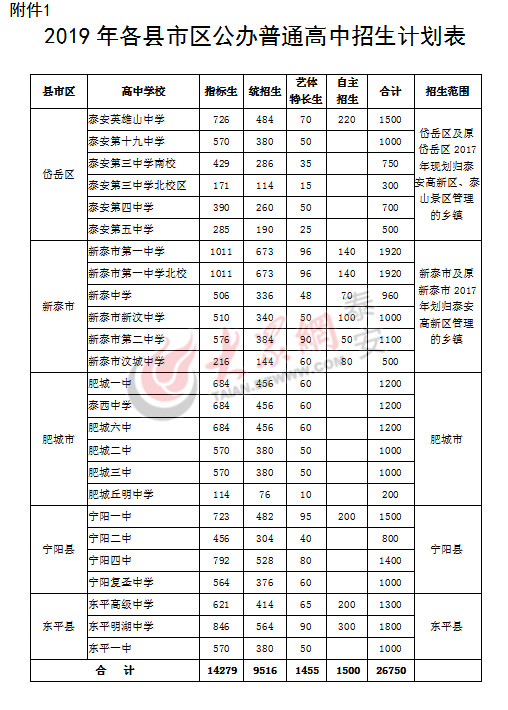 附件1
2019 年各县市区公办普通高中招生计划表
县市区 高中学校 指标生 统招生 艺体特长生 自主招生 合计 招生范围
岱岳区 泰安英雄山中学 726 484 70 220 1500 岱岳区及原岱岳区 2017 年现划归泰安高新区、泰山景区管理的乡镇
泰安第十九中学 570 380 50 1000
泰安第三中学南校 429 286 35 750
泰安第三中学北校区 171 114 15 300
泰安第四中学 390 260 50 700
泰安第五中学 285 190 25 500
新泰市 新泰市第一中学 1011 673 96 140 1920 新泰市及原新泰市 2017 年划归泰安高新区管理的乡镇
新泰市第一中学北校 1011 673 96 140 1920
新泰中学 506 336 48 70 960
新泰市新汶中学 510 340 50 100 1000
新泰市第二中学 576 384 90 50 1100
新泰市汶城中学 216 144 60 80 500
肥城市 肥城一中 684 456 60 1200 肥城市
泰西中学 684 456 60 1200
肥城六中 684 456 60 1200
肥城二中 570 380 50 1000
肥城三中 570 380 50 1000
肥城丘明中学 114 76 10 200
宁阳县 宁阳一中 723 482 95 200 1500 宁阳县
宁阳二中 456 304 40 800
宁阳四中 792 528 80 1400
宁阳复圣中学 564 376 60 1000
东平县 东平高级中学 621 414 65 200 1300 东平县
东平明湖中学 846 564 90 300 1800
东平一中 570 380 50 1000
合 计 14279 9516 1455 1500 26750
大众網 泰安
TAIAN.DZWWW.COM